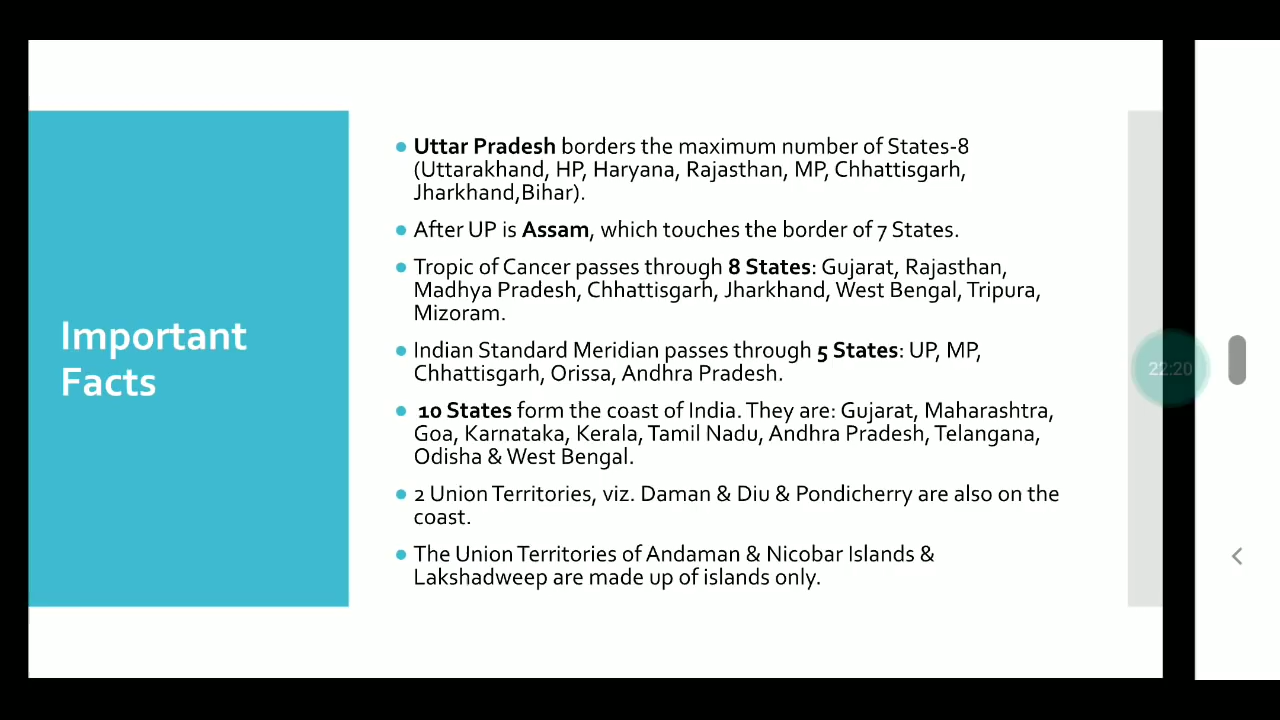 Important
Facts
Uttar Pradesh borders the maximum number of States-8
(Uttarakhand, HP, Haryana, Rajasthan, MP, Chhattisgarh,
Jharkhand,Bihar).
After UP is Assam, which touches the border of 7 States.
Tropic of Cancer passes through 8 States: Gujarat, Rajasthan,
Madhya Pradesh, Chhattisgarh, Jharkhand, West Bengal, Tripura,
Mizoram.
Indian Standard Meridian passes through 5 States: UP, MP,
Chhattisgarh, Orissa, Andhra Pradesh.
10 States form the coast of India. They are: Gujarat, Maharashtra,
Goa, Karnataka, Kerala, Tamil Nadu, Andhra Pradesh, Telangana,
Odisha & West Bengal.
2 Union Territories, viz. Daman & Diu & Pondicherry are also on the
coast.
The Union Territories of Andaman & Nicobar Islands &
Lakshadweep are made up of islands only.
22:20